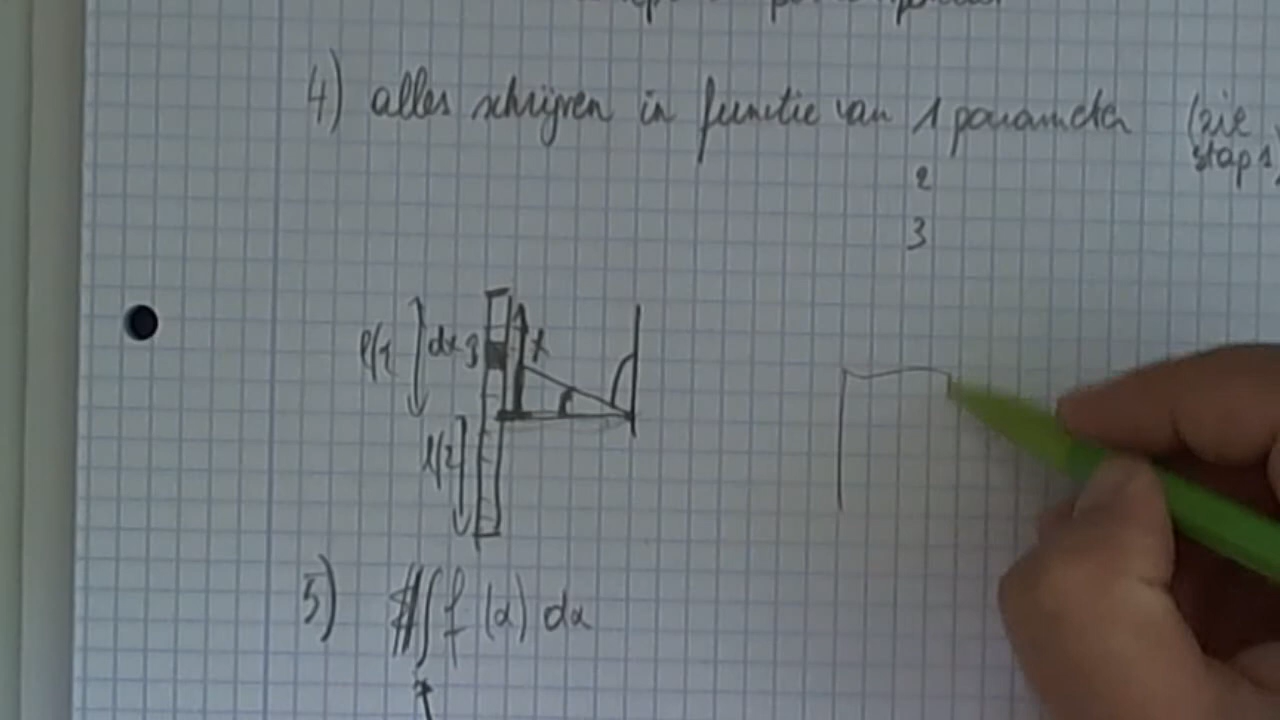 4) alles schrijven in functie van 1 parameter (zie
stap 1,
2
3
l/2 dx x
l/2
5) ∫ f (α) dα